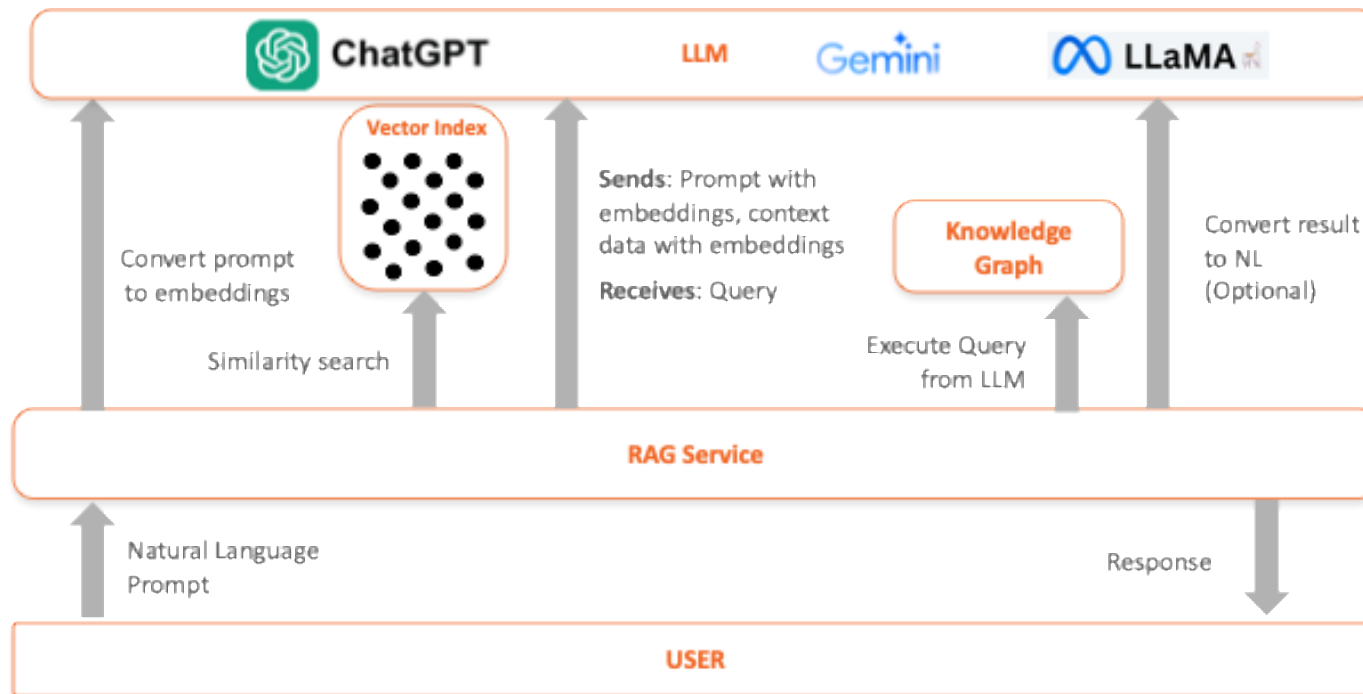 ChatGPT
LLM
Gemini
LLaMA
Vector Index
Sends: Prompt with
embeddings, context
data with embeddings
Receives: Query
Knowledge
Graph
Convert result
to NL
(Optional)
Convert prompt
to embeddings
Similarity search
Execute Query
from LLM
RAG Service
Natural Language
Prompt
Response
USER